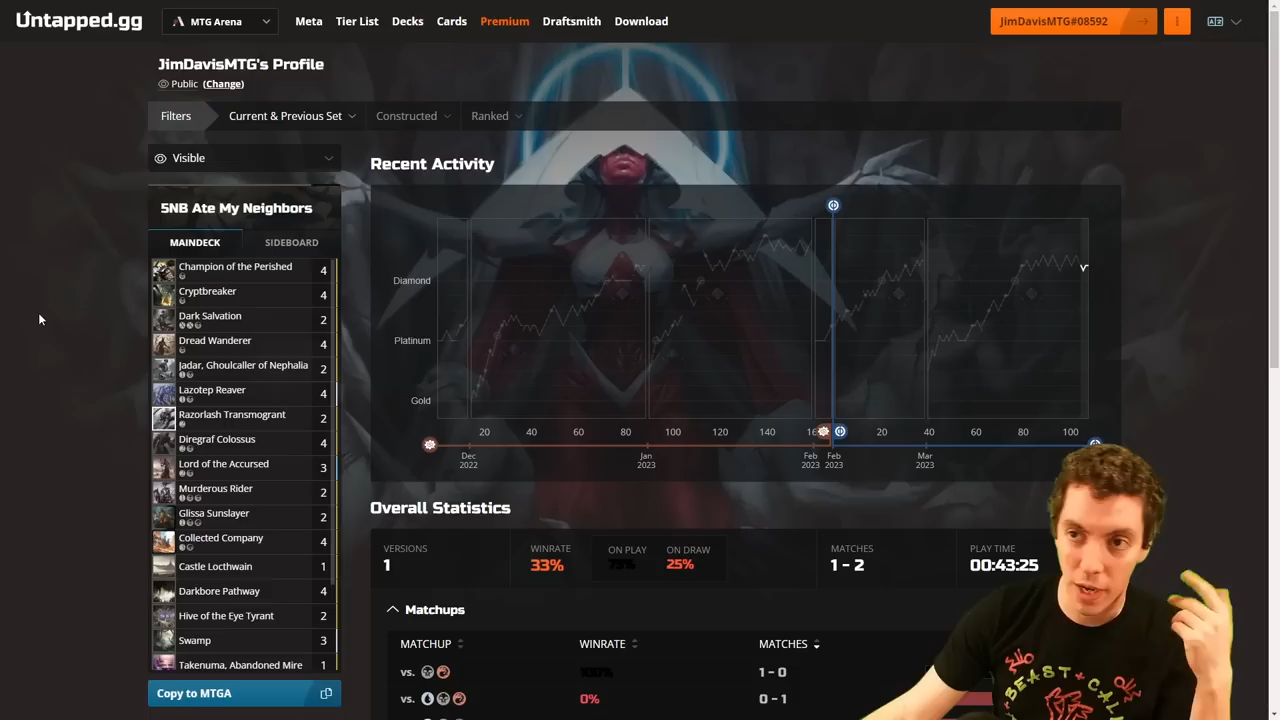 Untapped.gg
MTG Arena
Meta
Tier List
Decks
Cards
Premium
Draftsmith
Download
JimDavisMTG#08592
JimDavisMTG's Profile
Public (Change)
Filters
Current & Previous Set
Constructed
Ranked
Visible
5NB Ate My Neighbors
MAINDECK
SIDEBOARD
Champion of the Perished 4
Cryptbreaker 4
Dark Salvation 2
Dread Wanderer 4
Jadar, Ghoulcaller of Nephalia 2
Lazotep Reaver 4
Razorlash Transmogrant 2
Diregraf Colossus 4
Lord of the Accursed 3
Murderous Rider 2
Glissa Sunslayer 2
Collected Company 4
Castle Locthwain 1
Darkbore Pathway 4
Hive of the Eye Tyrant 2
Swamp 3
Takenuma, Abandoned Mire 1
Copy to MTGA
Recent Activity
Diamond
Platinum
Gold
20 40 60 80 100 120 140 16 20 40 60 80 100
Dec 2022
Jan 2023
Feb 2023
Feb 2023
Mar 2023
Overall Statistics
VERSIONS
1
WINRATE
33%
ON PLAY
ON DRAW
25%
MATCHES
1 - 2
PLAY TIME
00:43:25
Matchups
MATCHUP
WINRATE
MATCHES
vs.
100%
1 - 0
vs.
0%
0 - 1
BEAST + CALL